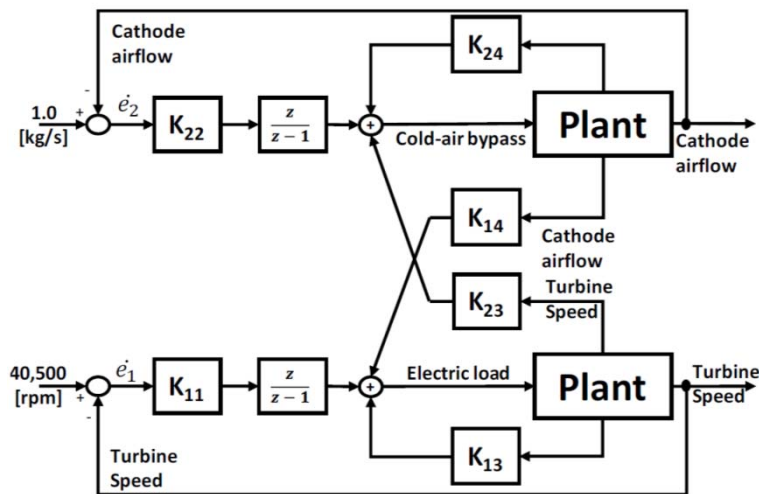 Cathode
airflow
K24
-
1.0
[kg/s]
+
ė2
K22
z
z − 1
+
Cold-air bypass
Plant
Cathode
airflow
K14
Cathode
airflow
K23
Turbine
Speed
40,500
[rpm]
+
-
ė1
K11
z
z − 1
+
Electric load
Plant
Turbine
Speed
K13
Turbine
Speed